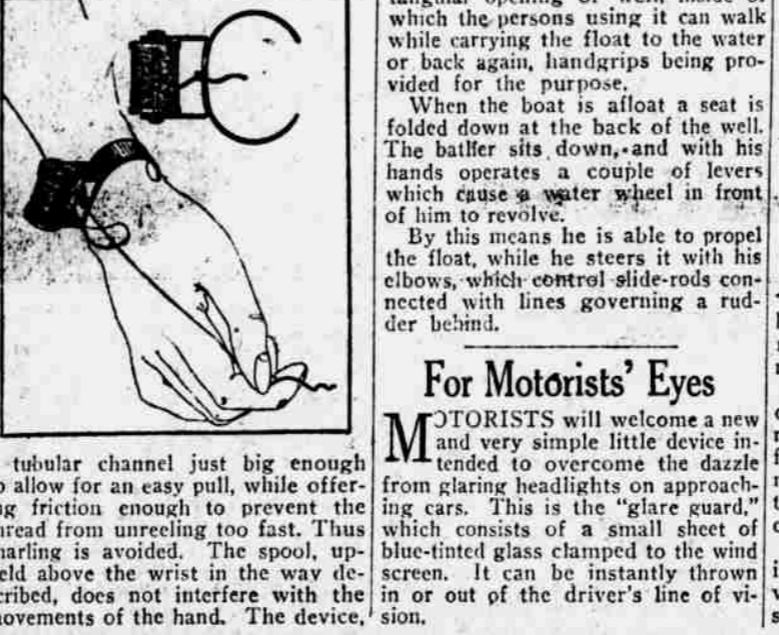 tubular channel just big enough
allow for an easy pull, while offer-
friction enough to prevent the
from unreeling too fast. Thus
is avoided. The spool, up-
above the wrist in the way de-
does not interfere with the
of the hand. The device,
which the persons using it can walk
while carrying the float to the water
or back again, handgrips being pro-
vided for the purpose.
When the boat is afloat a seat is
folded down at the back of the well.
The bather sits down, and with his
hands operates a couple of levers
which cause a water wheel in front
of him to revolve.
By this means he is able to propel
the float, while he steers it with his
elbows, which control slide-rods con-
nected with lines governing a rud-
der behind.
For Motorists' Eyes
MOTORISTS will welcome a new
and very simple little device in-
tended to overcome the dazzle
from glaring headlights on approach-
ing cars. This is the "glare guard,"
which consists of a small sheet of
blue-tinted glass clamped to the wind
screen. It can be instantly thrown
in or out of the driver's line of vi-
sion.